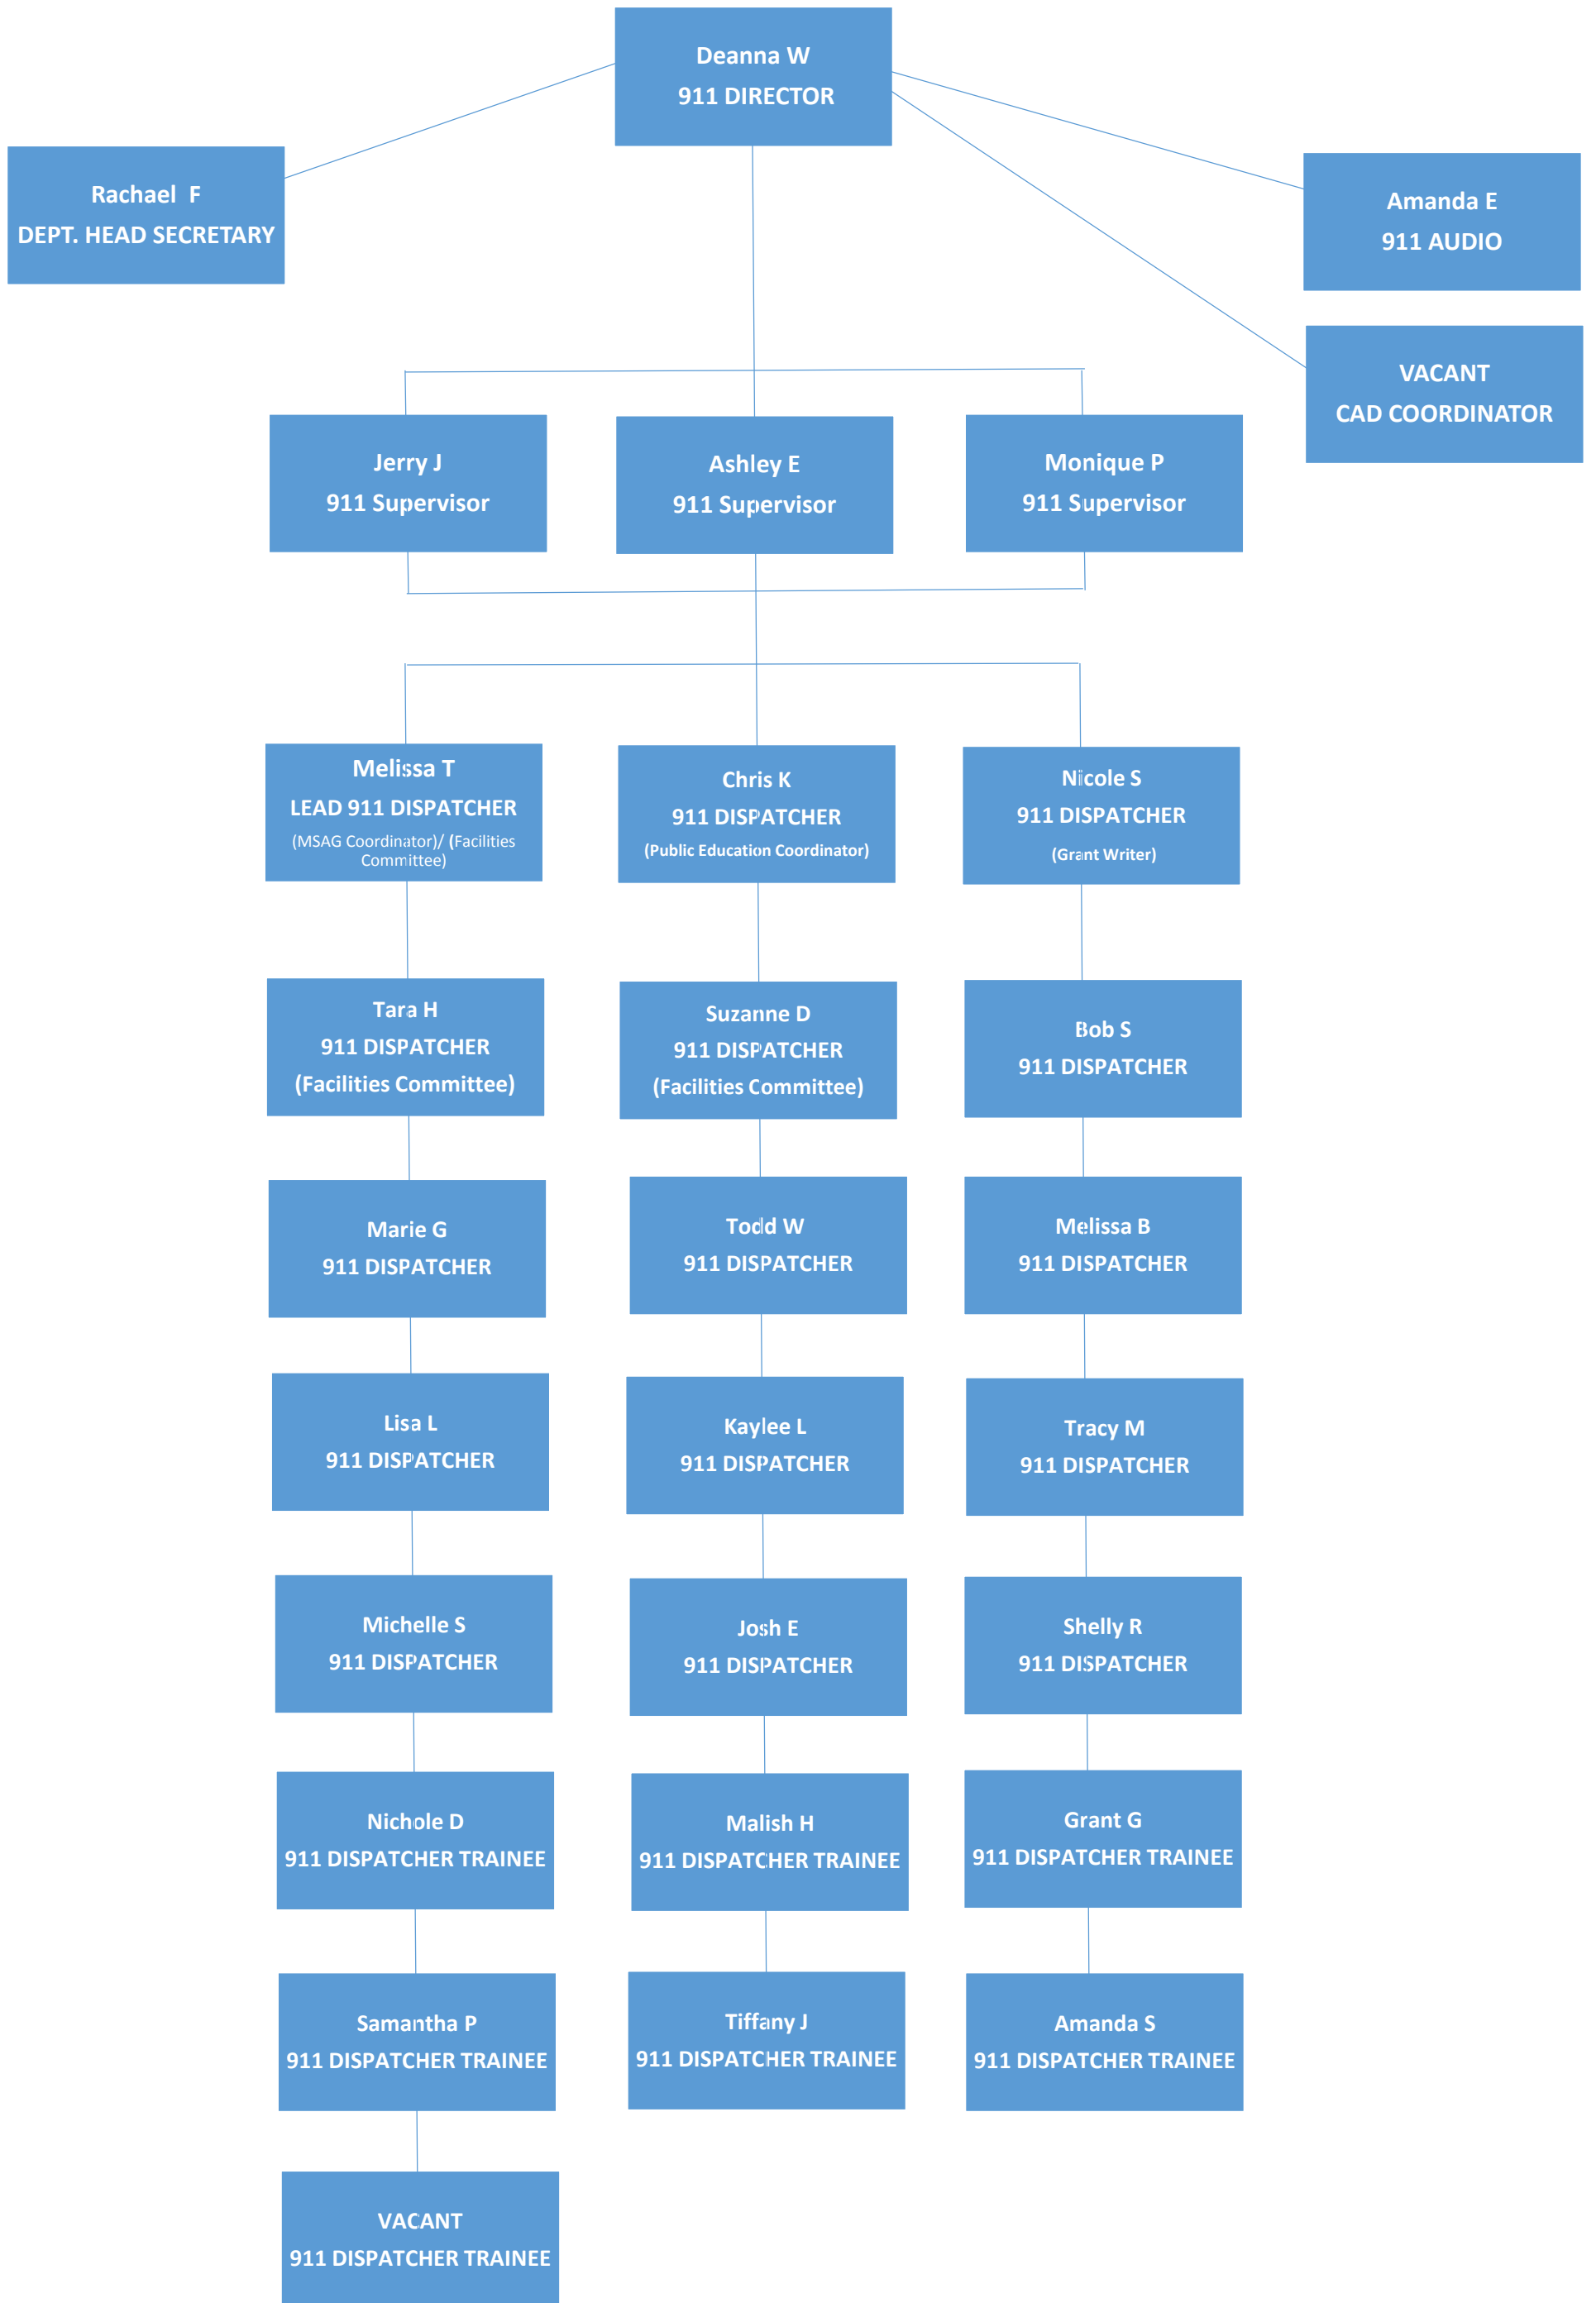 Deanna W
911 DIRECTOR
Rachael F
DEPT. HEAD SECRETARY
Amanda E
911 AUDIO
VACANT
CAD COORDINATOR
Jerry J
911 Supervisor
Ashley E
911 Supervisor
Monique P
911 Supervisor
Melissa T
LEAD 911 DISPATCHER
(MSAG Coordinator)/ (Facilities
Committee)
Chris K
911 DISPATCHER
(Public Education Coordinator)
Nicole S
911 DISPATCHER
(Grant Writer)
Tara H
911 DISPATCHER
(Facilities Committee)
Suzanne D
911 DISPATCHER
(Facilities Committee)
Bob S
911 DISPATCHER
Marie G
911 DISPATCHER
Todd W
911 DISPATCHER
Melissa B
911 DISPATCHER
Lisa L
911 DISPATCHER
Kaylee L
911 DISPATCHER
Tracy M
911 DISPATCHER
Michelle S
911 DISPATCHER
Josh E
911 DISPATCHER
Shelly R
911 DISPATCHER
Nichole D
911 DISPATCHER TRAINEE
Malish H
911 DISPATCHER TRAINEE
Grant G
911 DISPATCHER TRAINEE
Samantha P
911 DISPATCHER TRAINEE
Tiffany J
911 DISPATCHER TRAINEE
Amanda S
911 DISPATCHER TRAINEE
VACANT
911 DISPATCHER TRAINEE